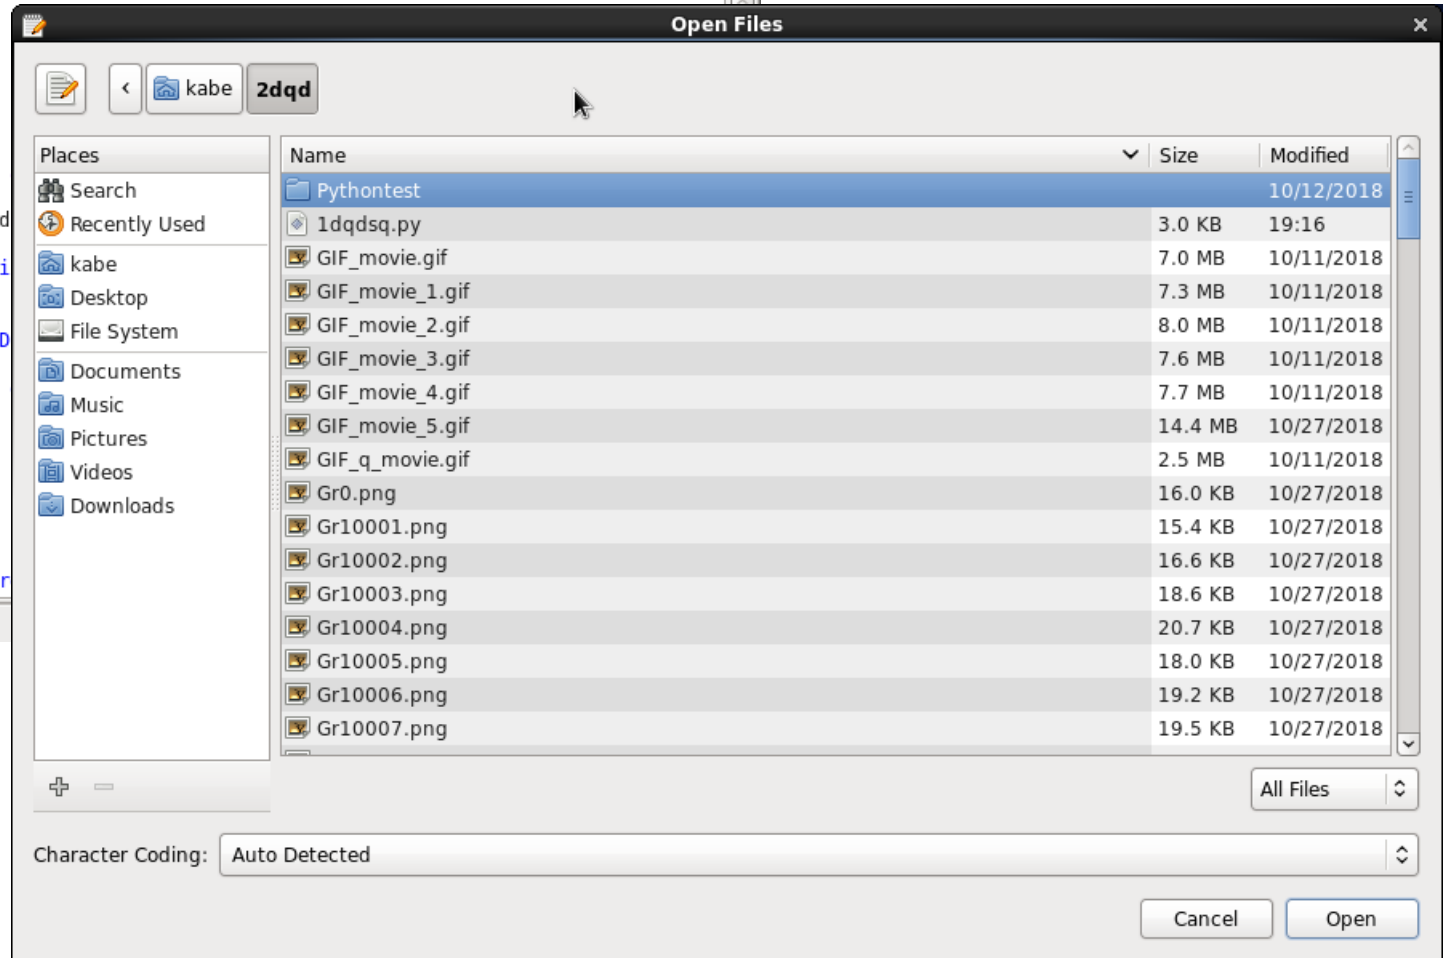 Open Files
kabe 2dqd
Places
Search
Recently Used
kabe
Desktop
File System
Documents
Music
Pictures
Videos
Downloads
Name Size Modified
Pythontest 10/12/2018
1dqdsq.py 3.0 KB 19:16
GIF_movie.gif 7.0 MB 10/11/2018
GIF_movie_1.gif 7.3 MB 10/11/2018
GIF_movie_2.gif 8.0 MB 10/11/2018
GIF_movie_3.gif 7.6 MB 10/11/2018
GIF_movie_4.gif 7.7 MB 10/11/2018
GIF_movie_5.gif 14.4 MB 10/27/2018
GIF_q_movie.gif 2.5 MB 10/11/2018
Gr0.png 16.0 KB 10/27/2018
Gr10001.png 15.4 KB 10/27/2018
Gr10002.png 16.6 KB 10/27/2018
Gr10003.png 18.6 KB 10/27/2018
Gr10004.png 20.7 KB 10/27/2018
Gr10005.png 18.0 KB 10/27/2018
Gr10006.png 19.2 KB 10/27/2018
Gr10007.png 19.5 KB 10/27/2018
All Files
Character Coding: Auto Detected
Cancel Open